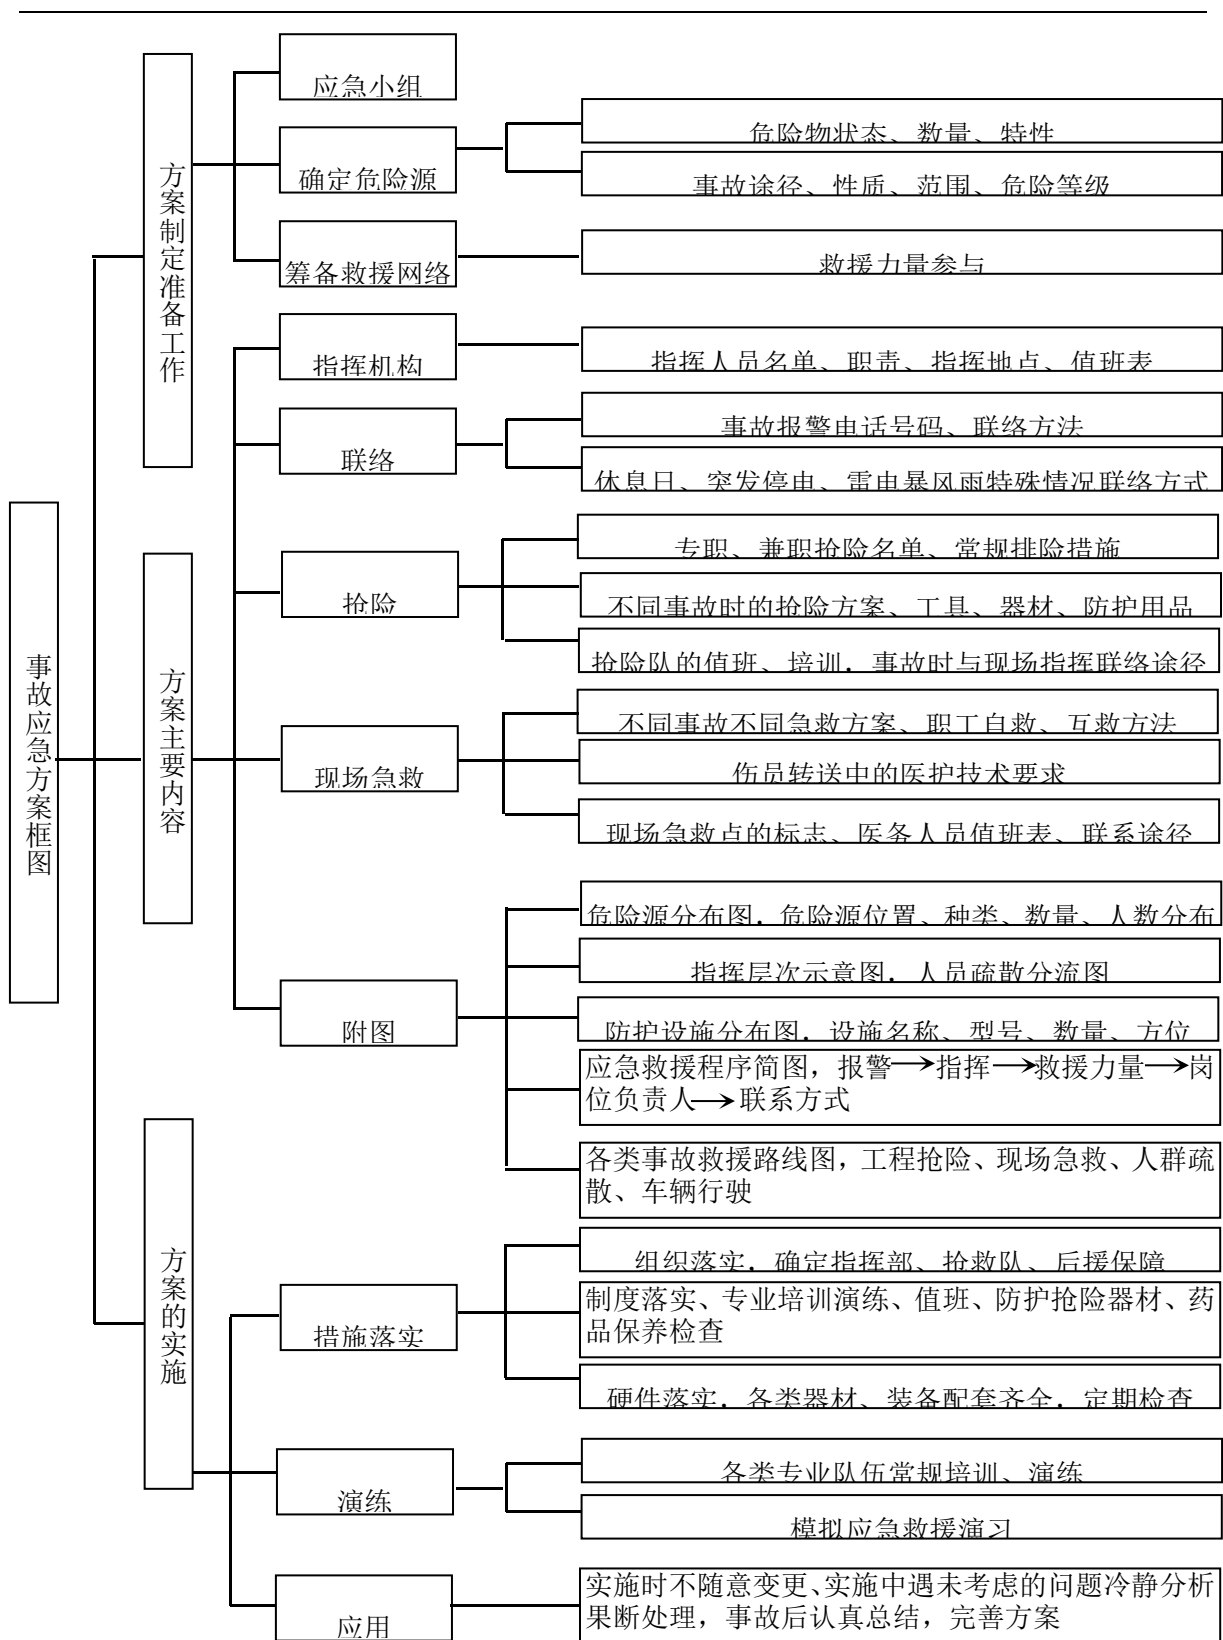 事故应急方案框图
方案制定准备工作
应急小组
确定危险源
危险物状态、数量、特性
事故途径、性质、范围、危险等级
筹备救援网络
救援力量参与
方案主要内容
指挥机构
指挥人员名单、职责、指挥地点、值班表
联络
事故报警电话号码、联络方法
休息日、突发停电、雷电暴风雨特殊情况联络方式
抢险
专职、兼职抢险名单、常规排险措施
不同事故时的抢险方案、工具、器材、防护用品
抢险队的值班、培训，事故时与现场指挥联络途径
现场急救
不同事故不同急救方案、职工自救、互救方法
伤员转送中的医护技术要求
现场急救点的标志、医务人员值班表、联系途径
附图
危险源分布图，危险源位置、种类、数量、人数分布
指挥层次示意图，人员疏散分流图
防护设施分布图，设施名称、型号、数量、方位
应急救援程序简图，报警→指挥→救援力量→岗
位负责人→联系方式
各类事故救援路线图，工程抢险、现场急救、人群疏
散、车辆行驶
方案的实施
措施落实
组织落实，确定指挥部、抢救队、后援保障
制度落实、专业培训演练、值班、防护抢险器材、药
品保养检查
硬件落实，各类器材、装备配套齐全，定期检查
演练
各类专业队伍常规培训、演练
模拟应急救援演习
应用
实施时不随意变更、实施中遇未考虑的问题冷静分析
果断处理，事故后认真总结，完善方案